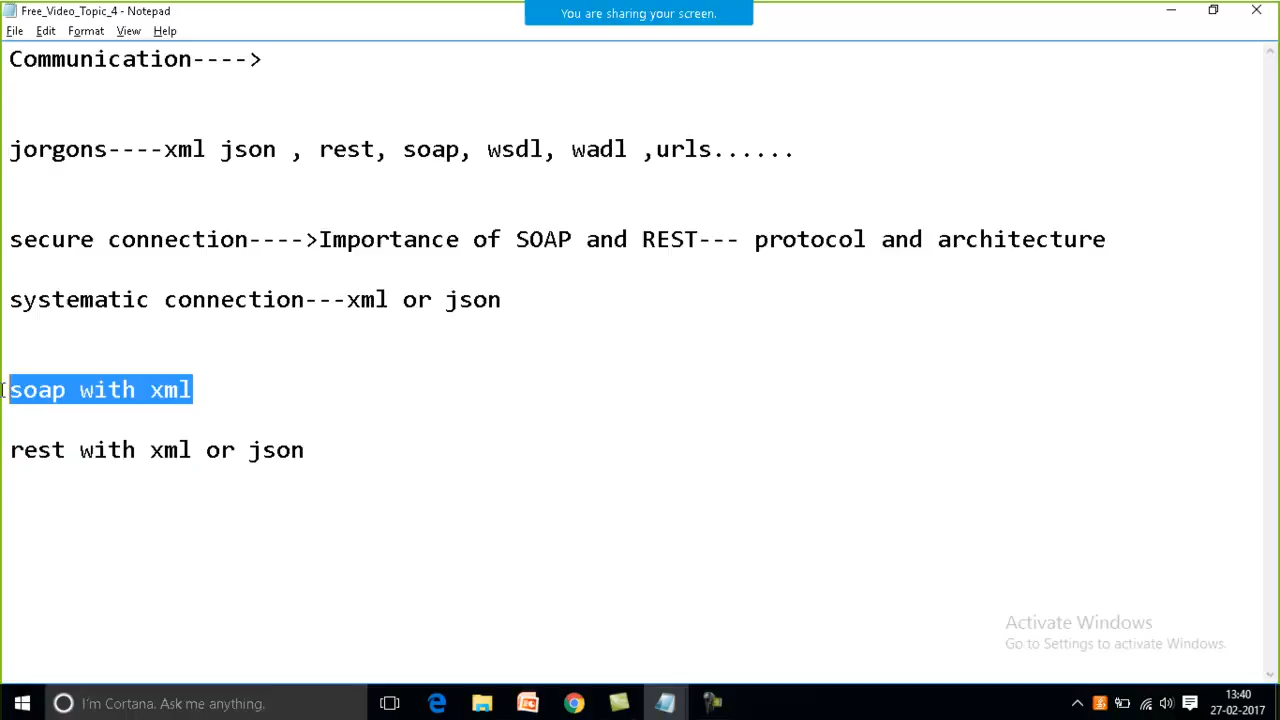 Free_Video_Topic_4 - Notepad
You are sharing your screen.
File Edit Format View Help
Communication---->
jorgons----xml json , rest, soap, wsdl, wadl ,urls......
secure connection---->Importance of SOAP and REST--- protocol and architecture
systematic connection---xml or json
soap with xml
rest with xml or json
Activate Windows
Go to Settings to activate Windows.
I'm Cortana. Ask me anything.
13:40
27-02-2017